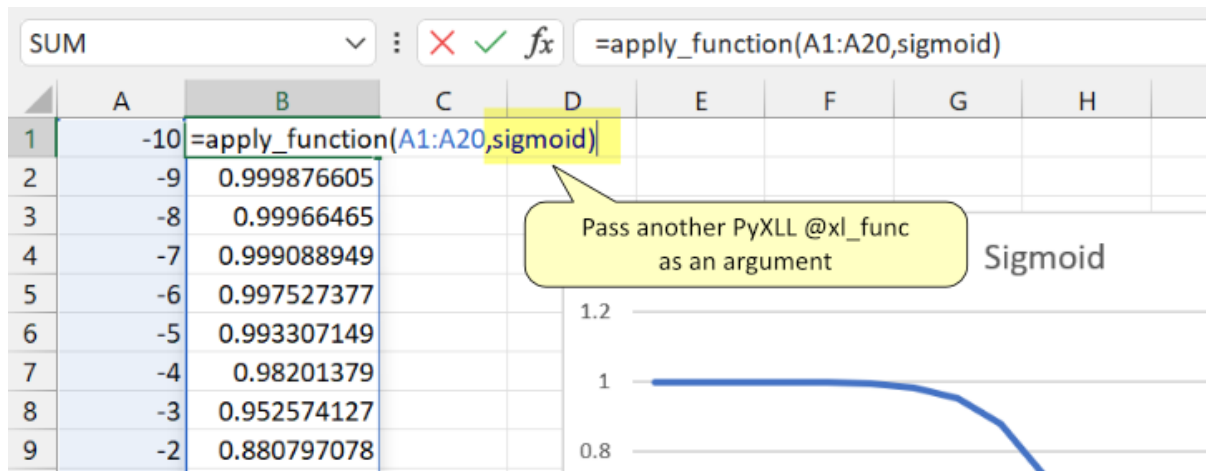 SUM fx =apply_function(A1:A20,sigmoid)
A B C D E F G H
1 -10 =apply_function(A1:A20,sigmoid)
2 -9 0.999876605
3 -8 0.99966465
4 -7 0.999088949
5 -6 0.997527377
6 -5 0.993307149
7 -4 0.98201379
8 -3 0.952574127
9 -2 0.880797078
Pass another PyXLL @xl_func
as an argument
Sigmoid
1.2
1
0.8